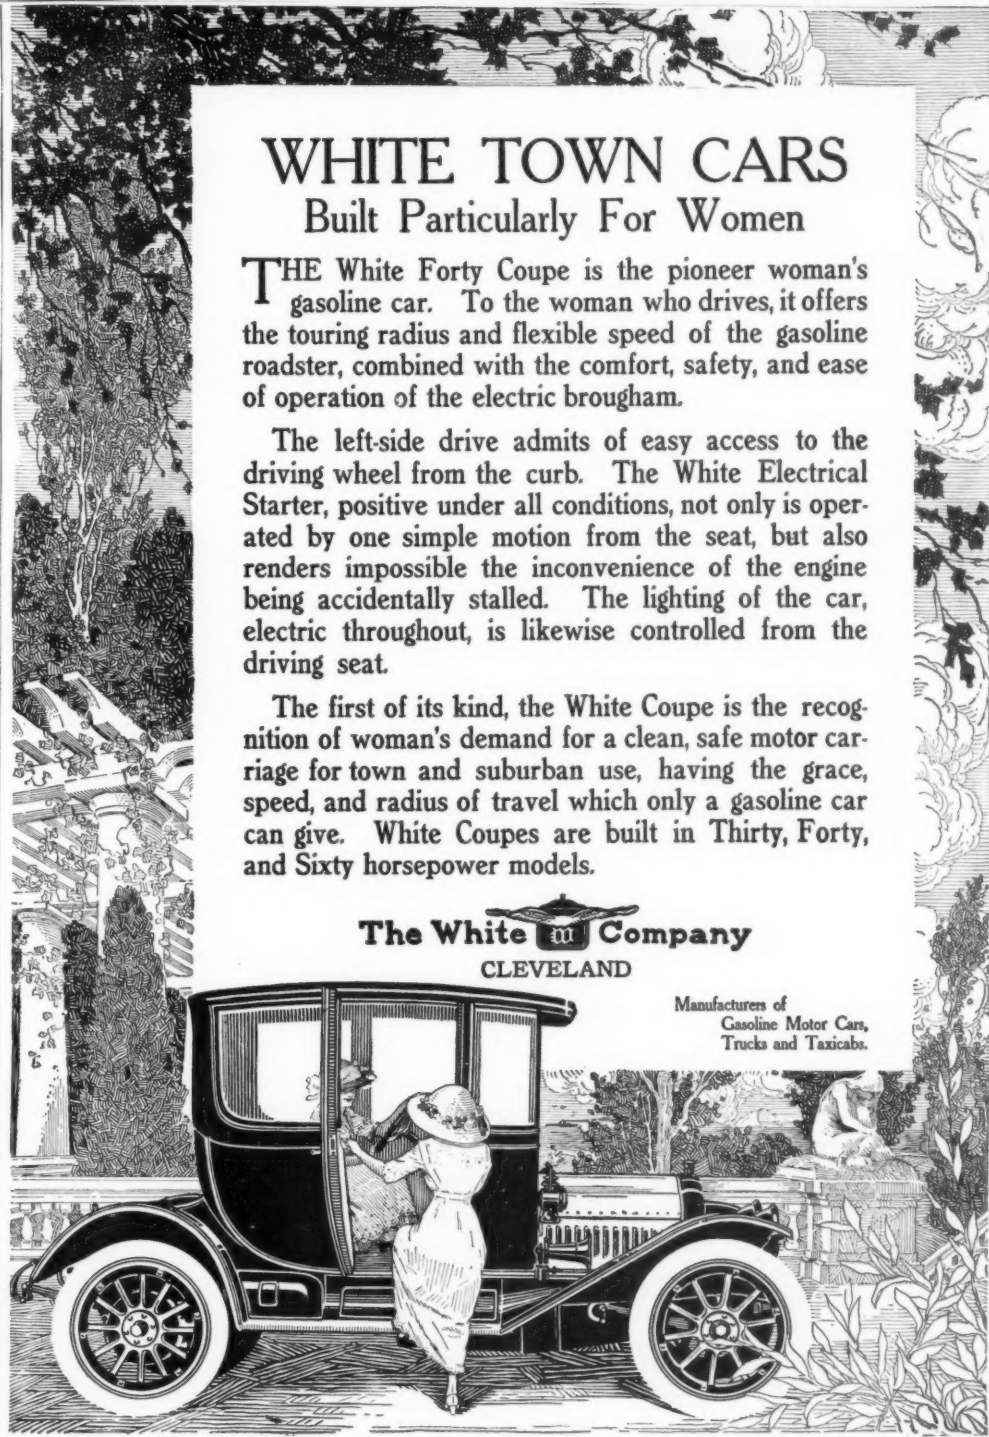 WHITE TOWN CARS
Built Particularly For Women
THE White Forty Coupe is the pioneer woman's
gasoline car. To the woman who drives, it offers
the touring radius and flexible speed of the gasoline
roadster, combined with the comfort, safety, and ease
of operation of the electric brougham.
The left-side drive admits of easy access to the
driving wheel from the curb. The White Electrical
Starter, positive under all conditions, not only is oper-
ated by one simple motion from the seat, but also
renders impossible the inconvenience of the engine
being accidentally stalled. The lighting of the car,
electric throughout, is likewise controlled from the
driving seat.
The first of its kind, the White Coupe is the recog-
nition of woman's demand for a clean, safe motor car-
riage for town and suburban use, having the grace,
speed, and radius of travel which only a gasoline car
can give. White Coupes are built in Thirty, Forty,
and Sixty horsepower models.
The White Company
CLEVELAND
Manufacturers of
Gasoline Motor Cars,
Trucks and Taxicabs.